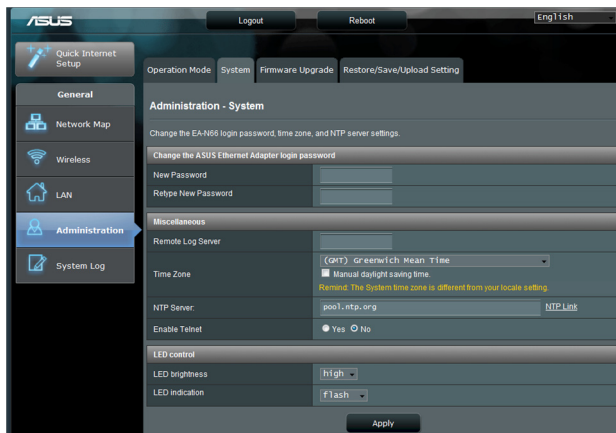 ASUS
Logout
Reboot
English
Quick Internet
Setup
General
Network Map
Wireless
LAN
Administration
System Log
Operation Mode System Firmware Upgrade Restore/Save/Upload Setting
Administration - System
Change the EA-N66 login password, time zone, and NTP server settings.
Change the ASUS Ethernet Adapter login password
New Password
Retype New Password
Miscellaneous
Remote Log Server
Time Zone
(GMT) Greenwich Mean Time
Manual daylight saving time.
Remind: The System time zone is different from your locale setting.
NTP Server: pool.ntp.org NTP Link
Enable Telnet Yes No
LED control
LED brightness high
LED indication flash
Apply